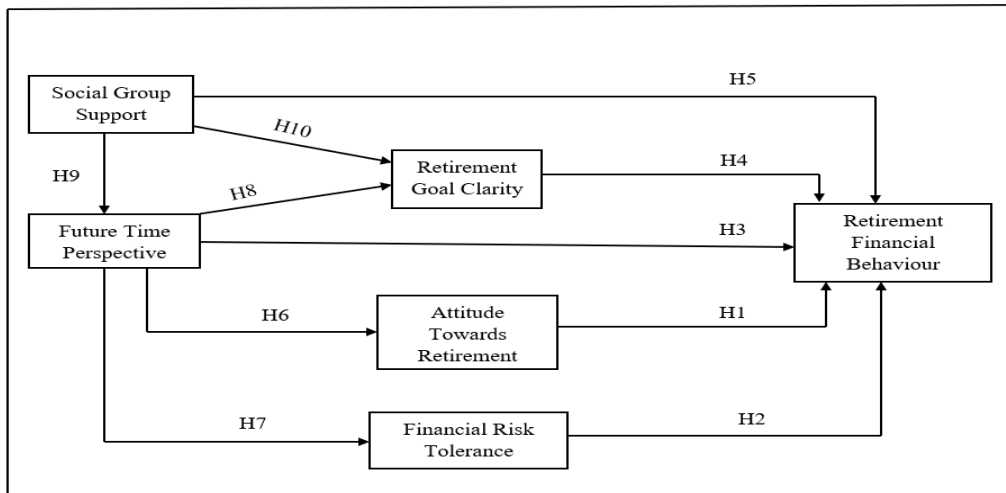 H5
Social Group
Support
H10
Retirement
Goal Clarity
H4
H9
H8
Future Time
Perspective
H3
Retirement
Financial
Behaviour
H6
Attitude
Towards
Retirement
H1
H7
Financial Risk
Tolerance
H2